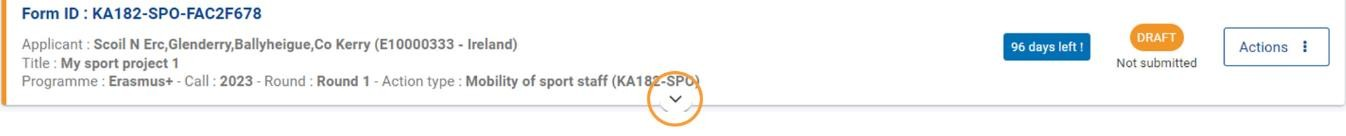 Form ID : KA182-SPO-FAC2F678
Applicant : Scoil N Erc,Glenderry,Ballyheigue,Co Kerry (E10000333 - Ireland)
Title : My sport project 1
Programme : Erasmus+ - Call : 2023 - Round : Round 1 - Action type : Mobility of sport staff (KA182-SPO)
96 days left !
DRAFT
Not submitted
Actions